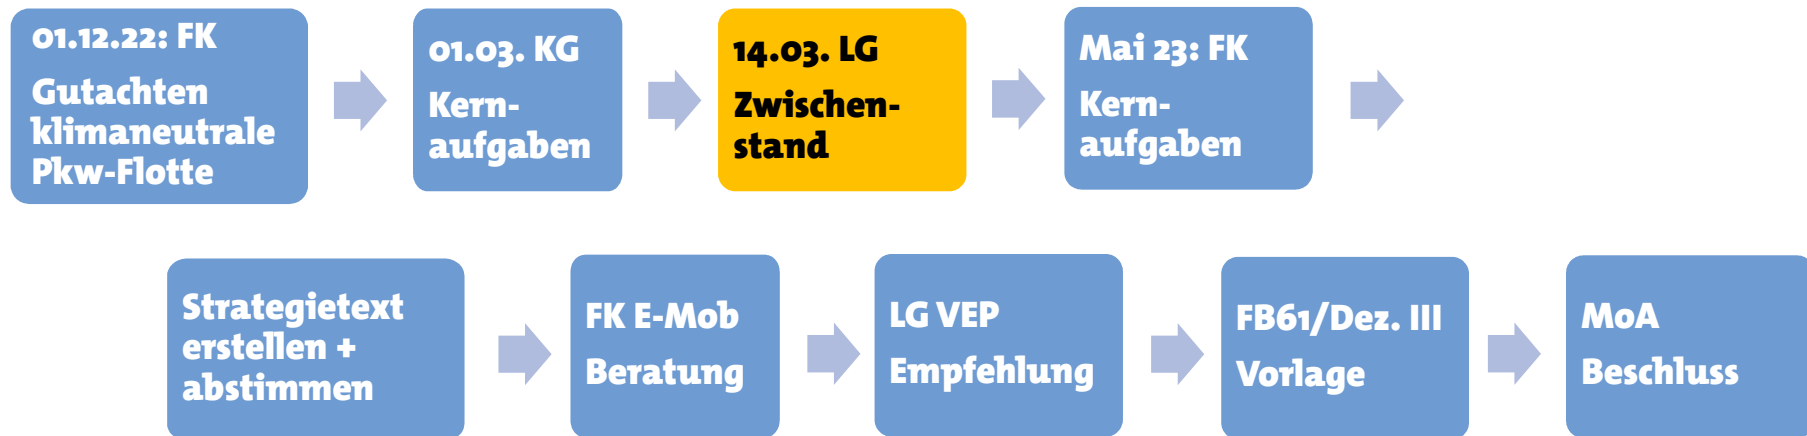 01.12.22: FK
Gutachten
klimaneutrale
Pkw-Flotte
01.03. KG
Kern-
aufgaben
14.03. LG
Zwischen-
stand
Mai 23: FK
Kern-
aufgaben
Strategietext
erstellen +
abstimmen
FK E-Mob
Beratung
LG VEP
Empfehlung
FB61/Dez. III
Vorlage
MoA
Beschluss